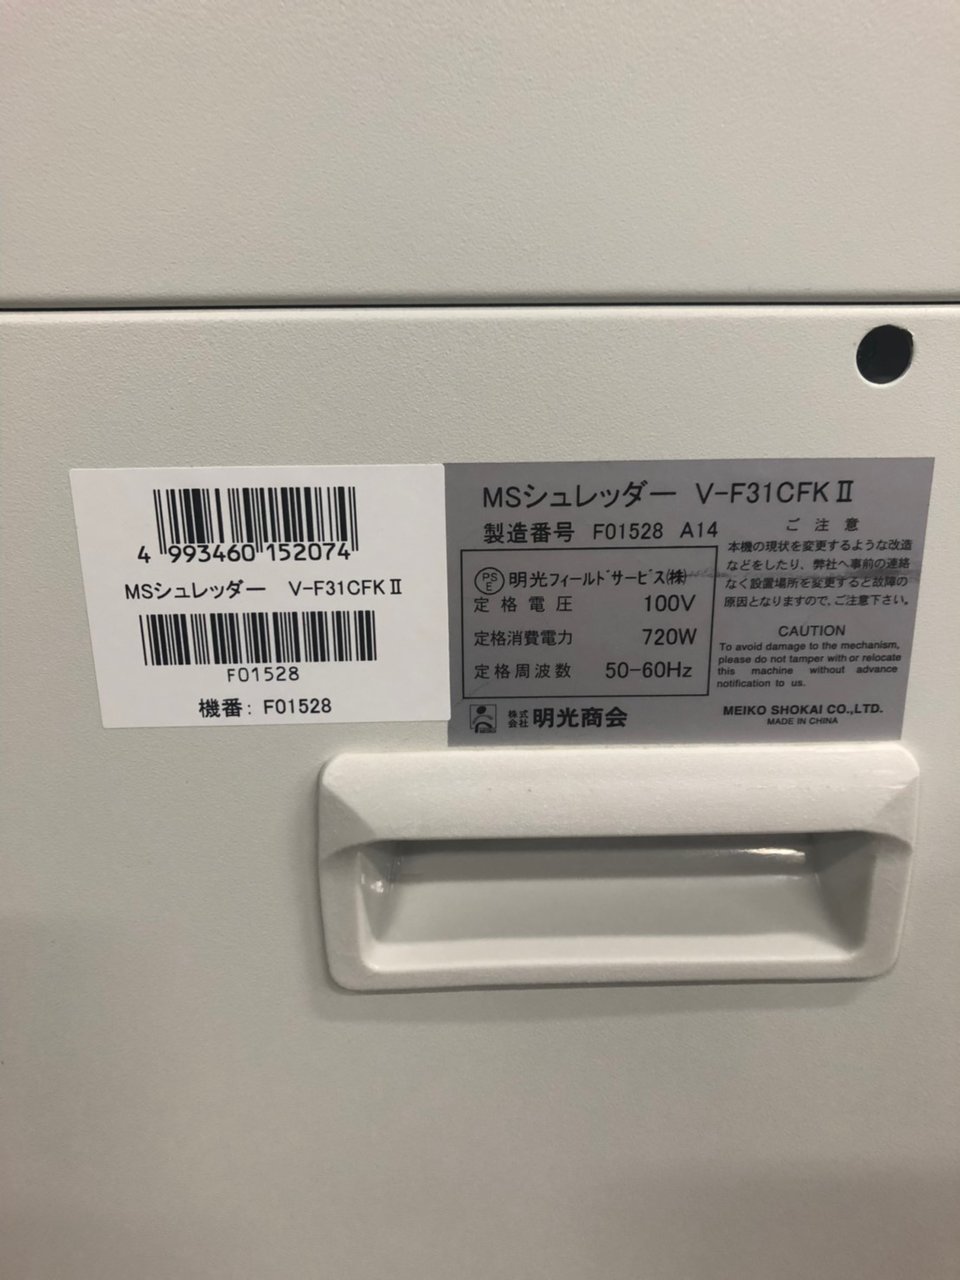 4 993460 152074
MSシュレッダー V-F31CFKⅡ
F01528
機番: F01528
MSシュレッダー V-F31CFKⅡ
製造番号 F01528 A14
PSE 明光フィールドサービス(株)
定格電圧 100V
定格消費電力 720W
定格周波数 50-60Hz
株式会社 明光商会
ご注意
本機の現状を変更するような改造
などをしたり、弊社へ事前の連絡
なく設置場所を変更すると故障の
原因となりますので、ご注意下さい。
CAUTION
To avoid damage to the mechanism,
please do not tamper with or relocate
this machine without advance
notification to us.
MEIKO SHOKAI CO.,LTD.
MADE IN CHINA